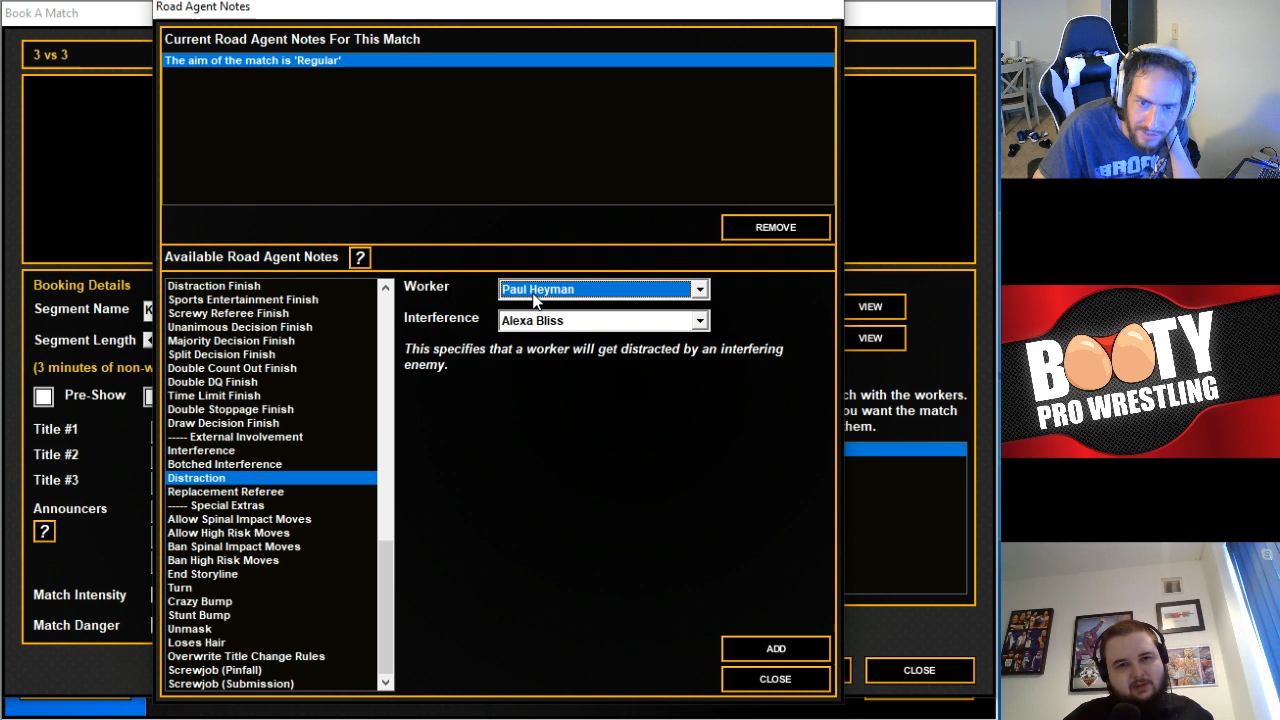 Book A Match
Road Agent Notes
3 vs 3
Current Road Agent Notes For This Match
The aim of the match is 'Regular'
REMOVE
Available Road Agent Notes ?
Distraction Finish
Sports Entertainment Finish
Screwy Referee Finish
Unanimous Decision Finish
Majority Decision Finish
Split Decision Finish
Double Count Out Finish
Double DQ Finish
Time Limit Finish
Double Stoppage Finish
Draw Decision Finish
----- External Involvement
Interference
Botched Interference
Distraction
Replacement Referee
----- Special Extras
Allow Spinal Impact Moves
Allow High Risk Moves
Ban Spinal Impact Moves
Ban High Risk Moves
End Storyline
Turn
Crazy Bump
Stunt Bump
Unmask
Loses Hair
Overwrite Title Change Rules
Screwjob (Pinfall)
Screwjob (Submission)
Worker Paul Heyman
Interference Alexa Bliss
This specifies that a worker will get distracted by an interfering
enemy.
ADD
CLOSE
Booking Details
Segment Name K
Segment Length
(3 minutes of non-w
Pre-Show
Title #1
Title #2
Title #3
Announcers
?
Match Intensity
Match Danger
VIEW
VIEW
ch with the workers.
ou want the match
them.
CLOSE
BROC
BOOTY
PRO WRESTLING